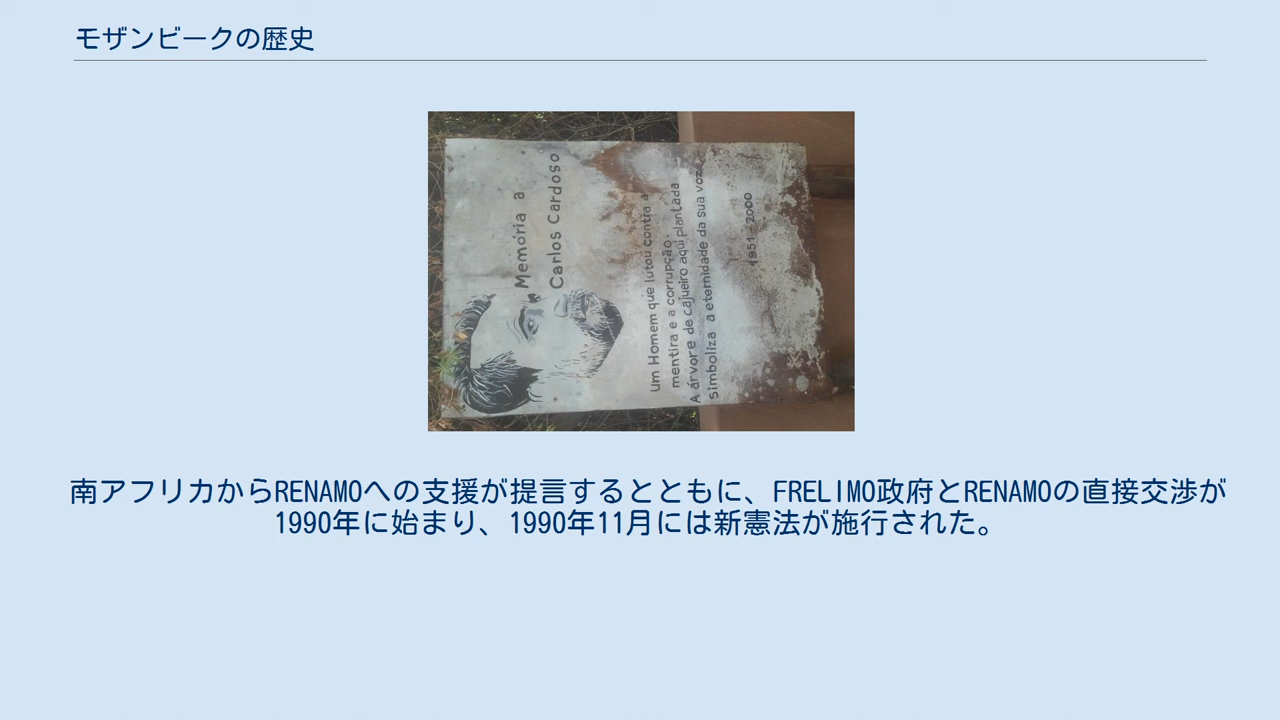 モザンビークの歴史
Memória a
Carlos Cardoso
um Homem que lutou contra a
mentira e a corrupção.
A árvore de cajueiro aqui plantada
simboliza a eternidade da sua voz
1951-2000
南アフリカからRENAMOへの支援が提言するとともに、FRELIMO政府とRENAMOの直接交渉が
1990年に始まり、1990年11月には新憲法が施行された。